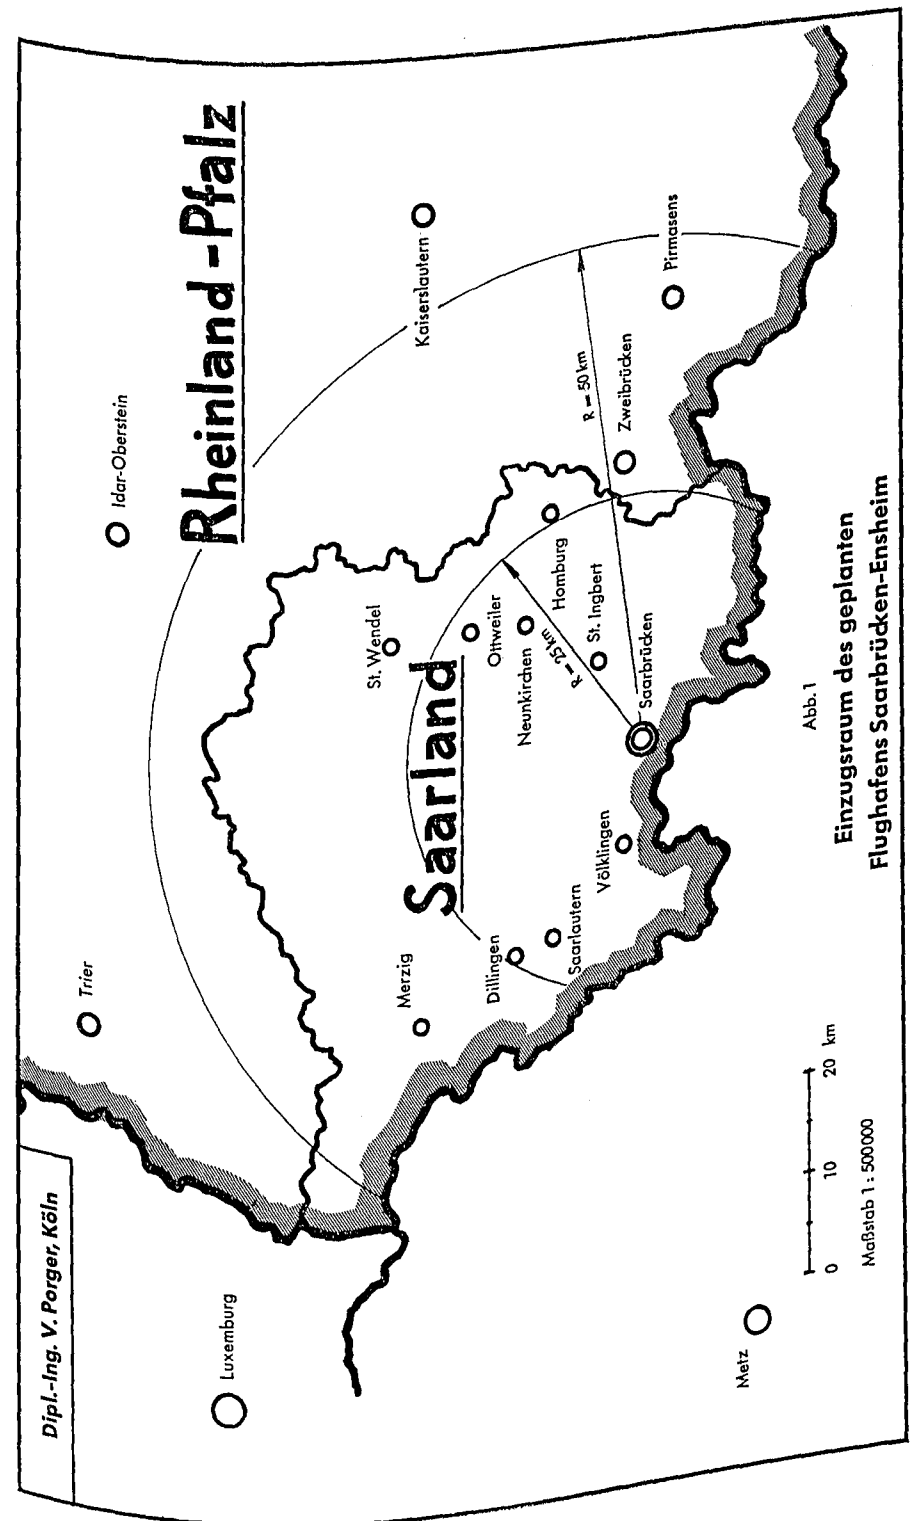 Dipl.-Ing. V. Porger, Köln
Trier
Idar-Oberstein
Rheinland-Pfalz
Luxemburg
Merzig
St. Wendel
Kaiserslautern
Saarland
Ottweiler
Dillingen
Neunkirchen
Homburg
R = 25 km
R = 50 km
Saarlautern
St. Ingbert
Völklingen
Saarbrücken
Zweibrücken
Pirmasens
Metz
0 10 20 km
Maßstab 1 : 500000
Abb. 1
Einzugsraum des geplanten
Flughafens Saarbrücken-Ensheim